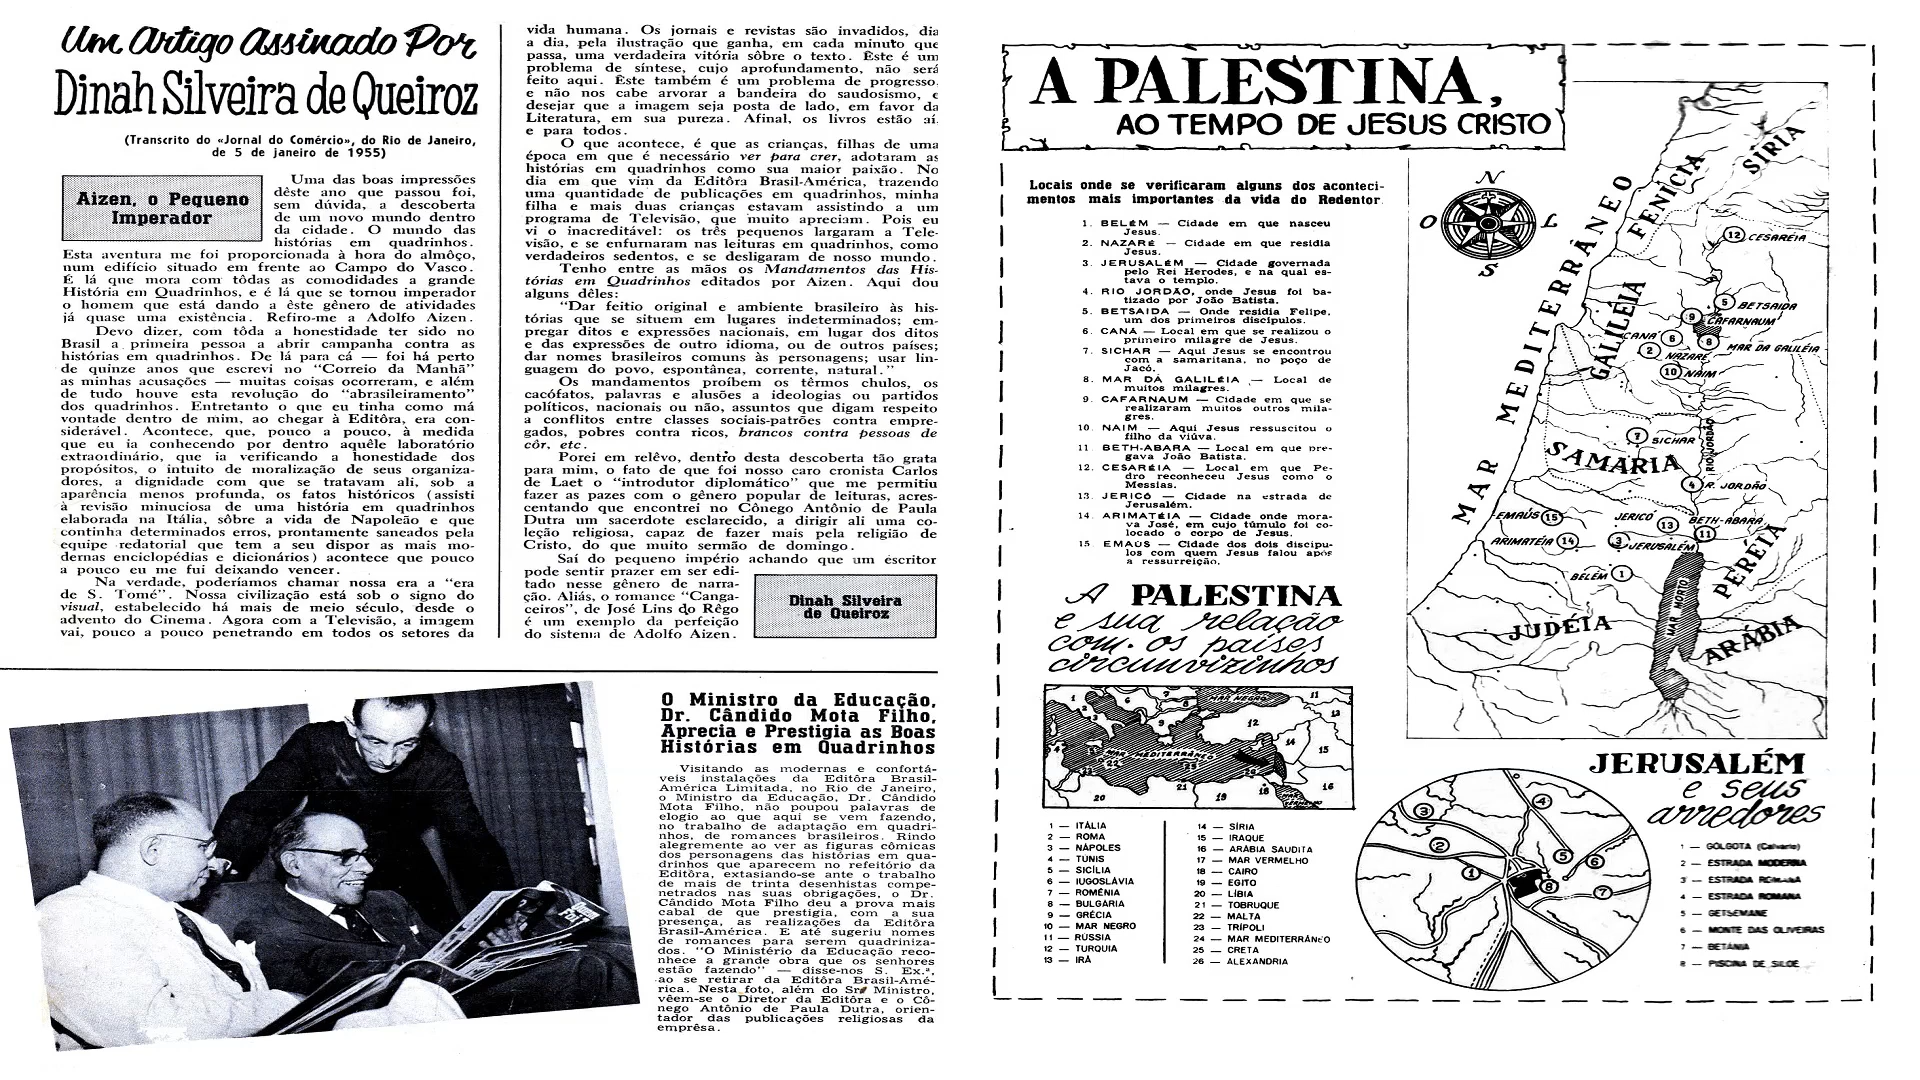 Um Artigo Assinado Por
Dinah Silveira de Queiroz
(Transcrito do «Jornal do Comércio», do Rio de Janeiro,
de 5 de janeiro de 1955)
Aizen, o Pequeno
Imperador
Uma das boas impressões
dêste ano que passou foi,
sem dúvida, a descoberta
de um novo mundo dentro
da cidade. O mundo das
histórias em quadrinhos.
Esta aventura me foi proporcionada à hora do almôço,
num edifício situado em frente ao Campo do Vasco.
É lá que mora com tôdas as comodidades a grande
História em Quadrinhos, e é lá que se tornou imperador
o homem que está dando a êste gênero de atividades
já quase uma existência. Refiro-me a Adolfo Aizen.
Devo dizer, com tôda a honestidade ter sido no
Brasil a primeira pessoa a abrir campanha contra as
histórias em quadrinhos. De lá para cá — foi há perto
de quinze anos que escrevi no "Correio da Manhã"
as minhas acusações — muitas coisas ocorreram, e além
de tudo houve esta revolução do "abrasileiramento"
dos quadrinhos. Entretanto o que eu tinha como má
vontade dentro de mim, ao chegar à Editôra, era con-
siderável. Acontece, que, pouco a pouco, à medida
que eu ia conhecendo por dentro aquêle laboratório
extraordinário, que ia verificando a honestidade dos
propósitos, o intuito de moralização de seus organiza-
dores, a dignidade com que se tratavam ali, sob a
aparência menos profunda, os fatos históricos (assisti
à revisão minuciosa de uma história em quadrinhos
elaborada na Itália, sôbre a vida de Napoleão e que
continha determinados erros, prontamente saneados pela
equipe redatorial que tem a seu dispor as mais mo-
dernas enciclopédias e dicionários) acontece que pouco
a pouco eu me fui deixando vencer.
Na verdade, poderíamos chamar nossa era a "era
de S. Tomé". Nossa civilização está sob o signo do
visual, estabelecido há mais de meio século, desde o
advento do Cinema. Agora com a Televisão, a imagem
vai, pouco a pouco penetrando em todos os setores da
vida humana. Os jornais e revistas são invadidos, dia
a dia, pela ilustração que ganha, em cada minuto que
passa, uma verdadeira vitória sôbre o texto. Êste é um
problema de síntese, cujo aprofundamento, não será
feito aqui. Êste também é um problema de progresso,
e não nos cabe arvorar a bandeira do saudosismo, e
desejar que a imagem seja posta de lado, em favor da
Literatura, em sua pureza. Afinal, os livros estão aí,
e para todos.
O que acontece, é que as crianças, filhas de uma
época em que é necessário ver para crer, adotaram as
histórias em quadrinhos como sua maior paixão. No
dia em que vim da Editôra Brasil-América, trazendo
uma quantidade de publicações em quadrinhos, minha
filha e mais duas crianças estavam assistindo a um
programa de Televisão, que muito apreciam. Pois eu
vi o inacreditável: os três pequenos largaram a Tele-
visão, e se enfurnaram nas leituras em quadrinhos, como
verdadeiros sedentos, e se desligaram de nosso mundo.
Tenho entre as mãos os Mandamentos das His-
tórias em Quadrinhos editados por Aizen. Aqui dou
alguns dêles:
"Dar feitio original e ambiente brasileiro às his-
tórias que se situem em lugares indeterminados; em-
pregar ditos e expressões nacionais, em lugar dos ditos
e das expressões de outro idioma, ou de outros países;
dar nomes brasileiros comuns às personagens; usar lin-
guagem do povo, espontânea, corrente, natural."
Os mandamentos proíbem os têrmos chulos, os
cacófatos, palavras e alusões a ideologias ou partidos
políticos, nacionais ou não, assuntos que digam respeito
a conflitos entre classes sociais-patrões contra empre-
gados, pobres contra ricos, brancos contra pessoas de
côr, etc.
Porei em relêvo, dentro desta descoberta tão grata
para mim, o fato de que foi nosso caro cronista Carlos
de Laet o "introdutor diplomático" que me permitiu
fazer as pazes com o gênero popular de leituras, acres-
centando que encontrei no Cônego Antônio de Paula
Dutra um sacerdote esclarecido, a dirigir ali uma co-
leção religiosa, capaz de fazer mais pela religião de
Cristo, do que muito sermão de domingo.
Saí do pequeno império achando que um escritor
pode sentir prazer em ser edi-
tado nesse gênero de narra-
ção. Aliás, o romance "Canga-
ceiros", de José Lins do Rêgo
é um exemplo da perfeição
do sistema de Adolfo Aizen.
Dinah Silveira
de Queiroz
O Ministro da Educação,
Dr. Cândido Mota Filho,
Aprecia e Prestigia as Boas
Histórias em Quadrinhos
Visitando as modernas e confortá-
veis instalações da Editôra Brasil-
América Limitada, no Rio de Janeiro,
o Ministro da Educação, Dr. Cândido
Mota Filho, não poupou palavras de
elogio ao que aqui se vem fazendo,
no trabalho de adaptação em quadri-
nhos, de romances brasileiros. Rindo
alegremente ao ver as figuras cômicas
dos personagens das histórias em qua-
drinhos que aparecem no refeitório da
Editôra, extasiando-se ante o trabalho
de mais de trinta desenhistas compe-
netrados nas suas obrigações, o Dr.
Cândido Mota Filho deu a prova mais
cabal de que prestigia, com a sua
presença, as realizações da Editôra
Brasil-América. E até sugeriu nomes
de romances para serem quadriniza-
dos. "O Ministério da Educação reco-
nhece a grande obra que os senhores
estão fazendo" — disse-nos S. Ex.ª,
ao se retirar da Editôra Brasil-Amé-
rica. Nesta foto, além do Sr. Ministro,
vêem-se o Diretor da Editôra e o Cô-
nego Antônio de Paula Dutra, orien-
tador das publicações religiosas da
emprêsa.
A PALESTINA,
AO TEMPO DE JESUS CRISTO
Locais onde se verificaram alguns dos aconteci-
mentos mais importantes da vida do Redentor
1. BELÉM — Cidade em que nasceu
Jesus.
2. NAZARÉ — Cidade em que residia
Jesus.
3. JERUSALÉM — Cidade governada
pelo Rei Herodes, e na qual es-
tava o templo.
4. RIO JORDÃO, onde Jesus foi ba-
tizado por João Batista.
5. BETSAIDA — Onde residia Felipe,
um dos primeiros discípulos.
6. CANÁ — Local em que se realizou o
primeiro milagre de Jesus.
7. SICHAR — Aqui Jesus se encontrou
com a samaritana, no poço de
Jacó.
8. MAR DA GALILÉIA — Local de
muitos milagres.
9. CAFARNAUM — Cidade em que se
realizaram muitos outros mila-
gres.
10. NAIM — Aqui Jesus ressuscitou o
filho da viúva.
11. BETH-ABARA — Local em que pre-
gava João Batista.
12. CESARÉIA — Local em que Pe-
dro reconheceu Jesus como o
Messias.
13. JERICÓ — Cidade na estrada de
Jerusalém.
14. ARIMATÉIA — Cidade onde mora-
va José, em cujo túmulo foi co-
locado o corpo de Jesus.
15. EMAÚS — Cidade dos dois discípu-
los com quem Jesus falou após
a ressurreição.
N
O L
S
MAR MEDITERRÂNEO
FENÍCIA
SÍRIA
12 CESARÉIA
GALILÉIA
5 BETSAIDA
9 CAFARNAUM
CANÁ 6
8 MAR DA GALILÉIA
2 NAZARÉ
10 NAIM
7 SICHAR
SAMARIA
RIO JORDÃO
4 R. JORDÃO
EMAÚS 15
JERICÓ 13
BETH-ABARA 11
ARIMATÉIA 14
3 JERUSALÉM
PERÉIA
BELÉM 1
MAR MORTO
JUDÉIA
ARÁBIA
A PALESTINA
e sua relação
com os países
circunvizinhos
MAR NEGRO
MAR MEDITERRÂNEO
MAR VERMELHO
1 — ITÁLIA
2 — ROMA
3 — NÁPOLES
4 — TUNIS
5 — SICÍLIA
6 — IUGOSLÁVIA
7 — ROMÊNIA
8 — BULGARIA
9 — GRÉCIA
10 — MAR NEGRO
11 — RÚSSIA
12 — TURQUIA
13 — IRÃ
14 — SÍRIA
15 — IRAQUE
16 — ARÁBIA SAUDITA
17 — MAR VERMELHO
18 — CAIRO
19 — EGITO
20 — LÍBIA
21 — TOBRUQUE
22 — MALTA
23 — TRÍPOLI
24 — MAR MEDITERRÂNEO
25 — CRETA
26 — ALEXANDRIA
JERUSALÉM
e seus
arredores
1 — GÓLGOTA (Calvario)
2 — ESTRADA MODERNA
3 — ESTRADA ROMANA
4 — ESTRADA ROMANA
5 — GETSEMANE
6 — MONTE DAS OLIVEIRAS
7 — BETANIA
8 — PISCINA DE SILOÉ